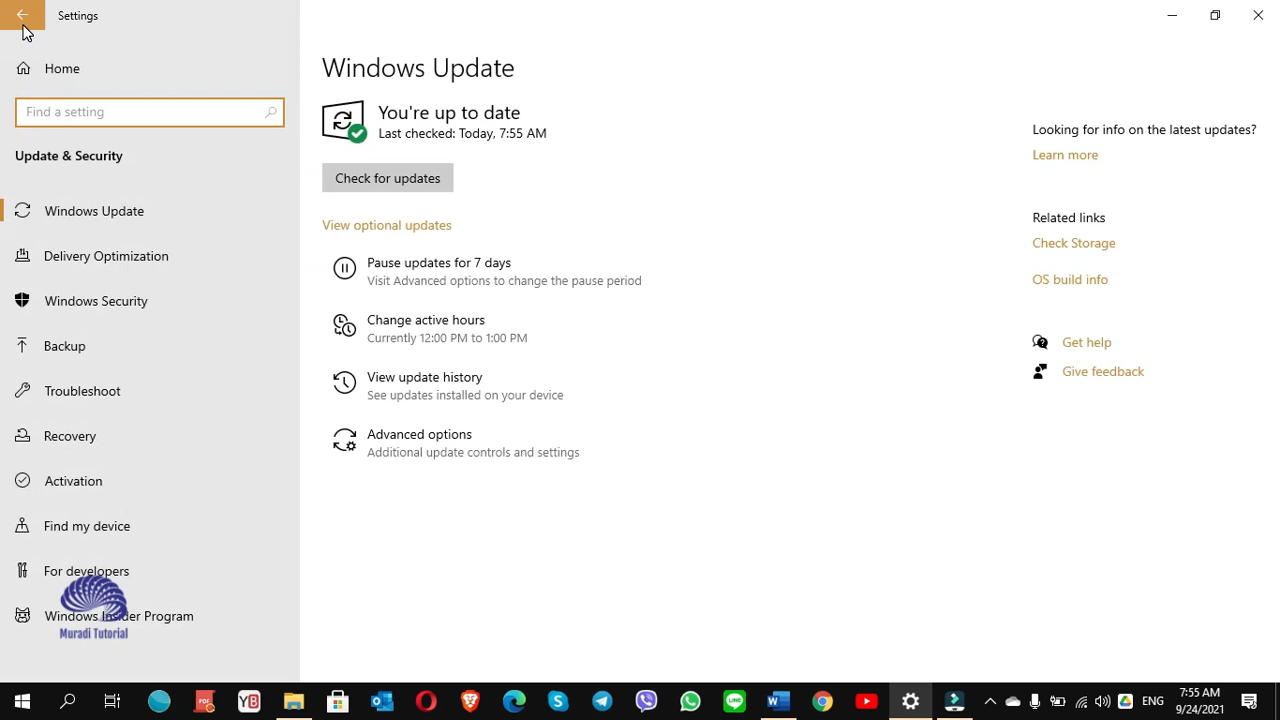 Settings
Home
Find a setting
Update & Security
Windows Update
Delivery Optimization
Windows Security
Backup
Troubleshoot
Recovery
Activation
Find my device
For developers
Windows Insider Program
Muradi Tutorial
Windows Update
You're up to date
Last checked: Today, 7:55 AM
Check for updates
View optional updates
Pause updates for 7 days
Visit Advanced options to change the pause period
Change active hours
Currently 12:00 PM to 1:00 PM
View update history
See updates installed on your device
Advanced options
Additional update controls and settings
Looking for info on the latest updates?
Learn more
Related links
Check Storage
OS build info
Get help
Give feedback
PDF
YB
LINE
W
ENG
7:55 AM
9/24/2021